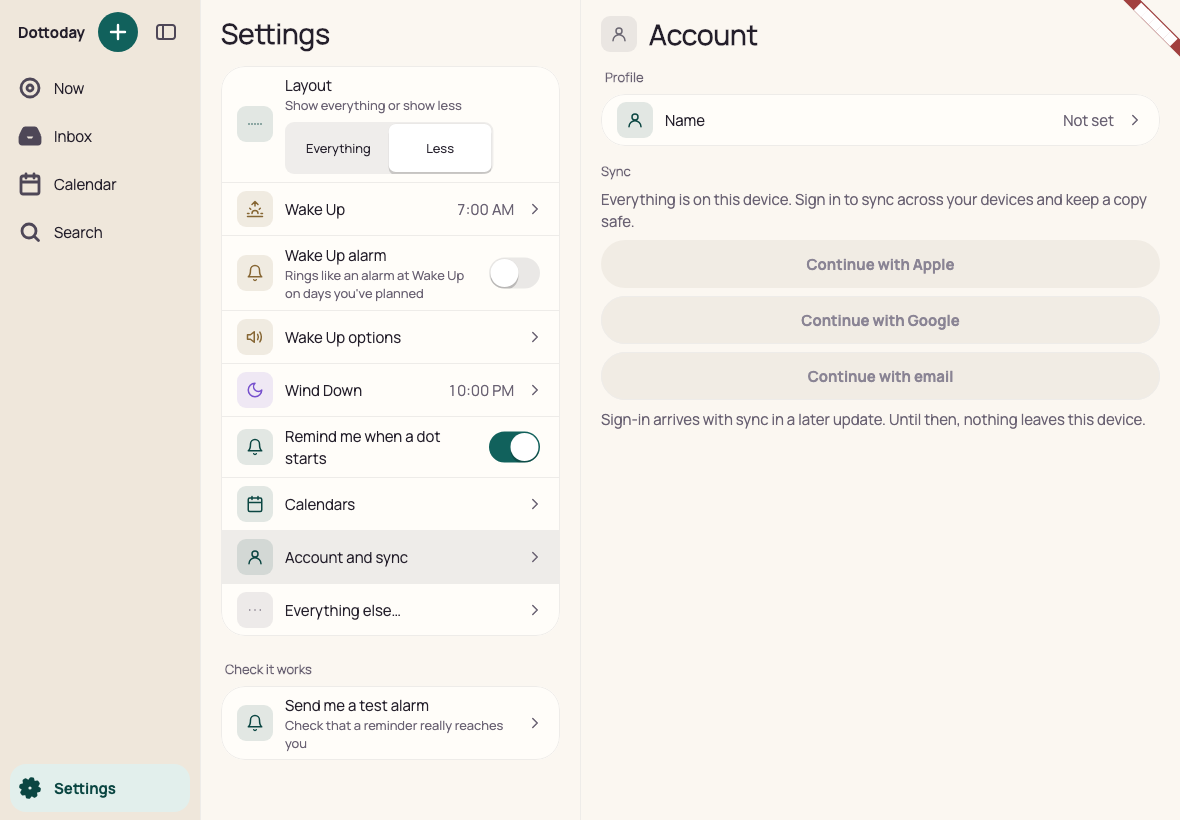 Dottoday
Now
Inbox
Calendar
Search
Settings
Settings
Layout
Show everything or show less
Everything
Less
Wake Up
7:00 AM
Wake Up alarm
Rings like an alarm at Wake Up
on days you've planned
Wake Up options
Wind Down
10:00 PM
Remind me when a dot
starts
Calendars
Account and sync
Everything else…
Check it works
Send me a test alarm
Check that a reminder really reaches
you
Account
Profile
Name
Not set
Sync
Everything is on this device. Sign in to sync across your devices and keep a copy
safe.
Continue with Apple
Continue with Google
Continue with email
Sign-in arrives with sync in a later update. Until then, nothing leaves this device.